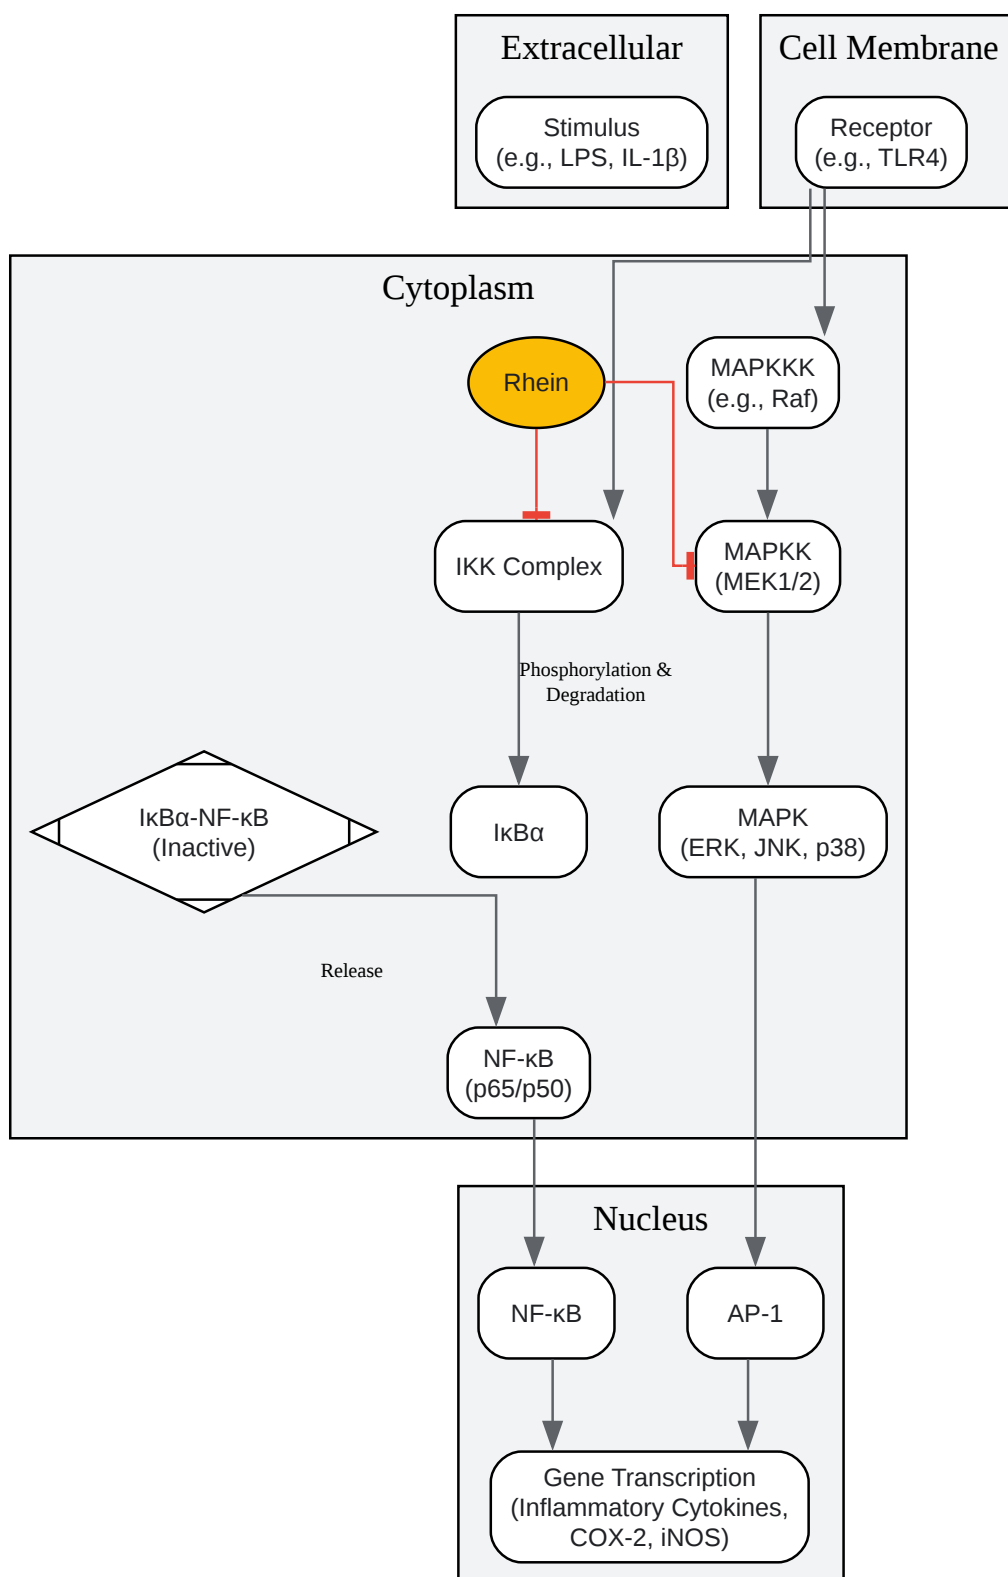 Extracellular
Cell Membrane
Stimulus
(e.g., LPS, IL-1β)
Receptor
(e.g., TLR4)
Cytoplasm
Rhein
MAPKKK
(e.g., Raf)
IKK Complex
MAPKK
(MEK1/2)
Phosphorylation &
Degradation
IκBα-NF-κB
(Inactive)
IκBα
MAPK
(ERK, JNK, p38)
Release
NF-κB
(p65/p50)
Nucleus
NF-κB
AP-1
Gene Transcription
(Inflammatory Cytokines,
COX-2, iNOS)